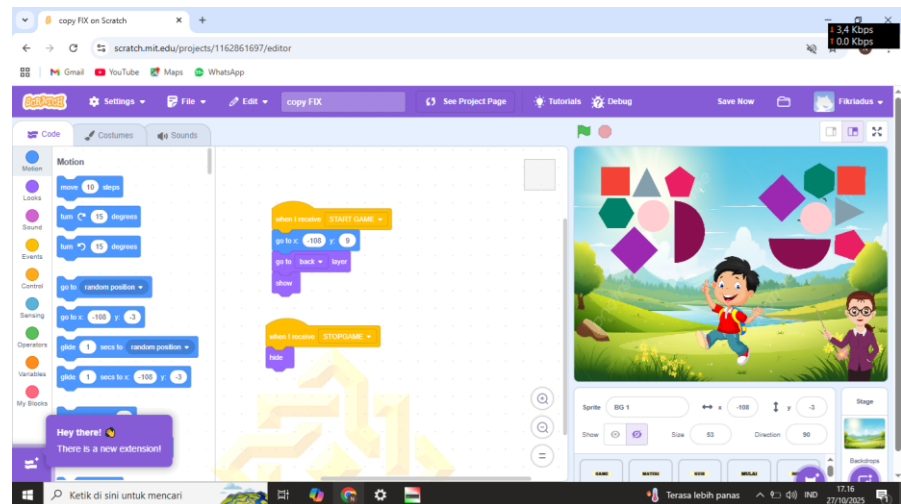 copy FIX on Scratch
3,4 Kbps
0.0 Kbps
scratch.mit.edu/projects/1162861697/editor
Gmail
YouTube
Maps
WhatsApp
SCRATCH
Settings
File
Edit
copy FIX
See Project Page
Tutorials
Debug
Save Now
Fikriadus
Code
Costumes
Sounds
Motion
Looks
Sound
Events
Control
Sensing
Operators
Variables
My Blocks
Motion
move 10 steps
turn 15 degrees
turn 15 degrees
go to random position
go to x: -108 y: -3
glide 1 secs to random position
glide 1 secs to x: -108 y: -3
when I receive START GAME
go to x: -108 y: 9
go to back layer
show
when I receive STOPGAME
hide
Hey there!
There is a new extension!
Sprite BG 1 x -108 y -3
Show Size 53 Direction 90
Stage
Backdrops
MULAI
Ketik di sini untuk mencari
Terasa lebih panas
IND
17.16
27/10/2025